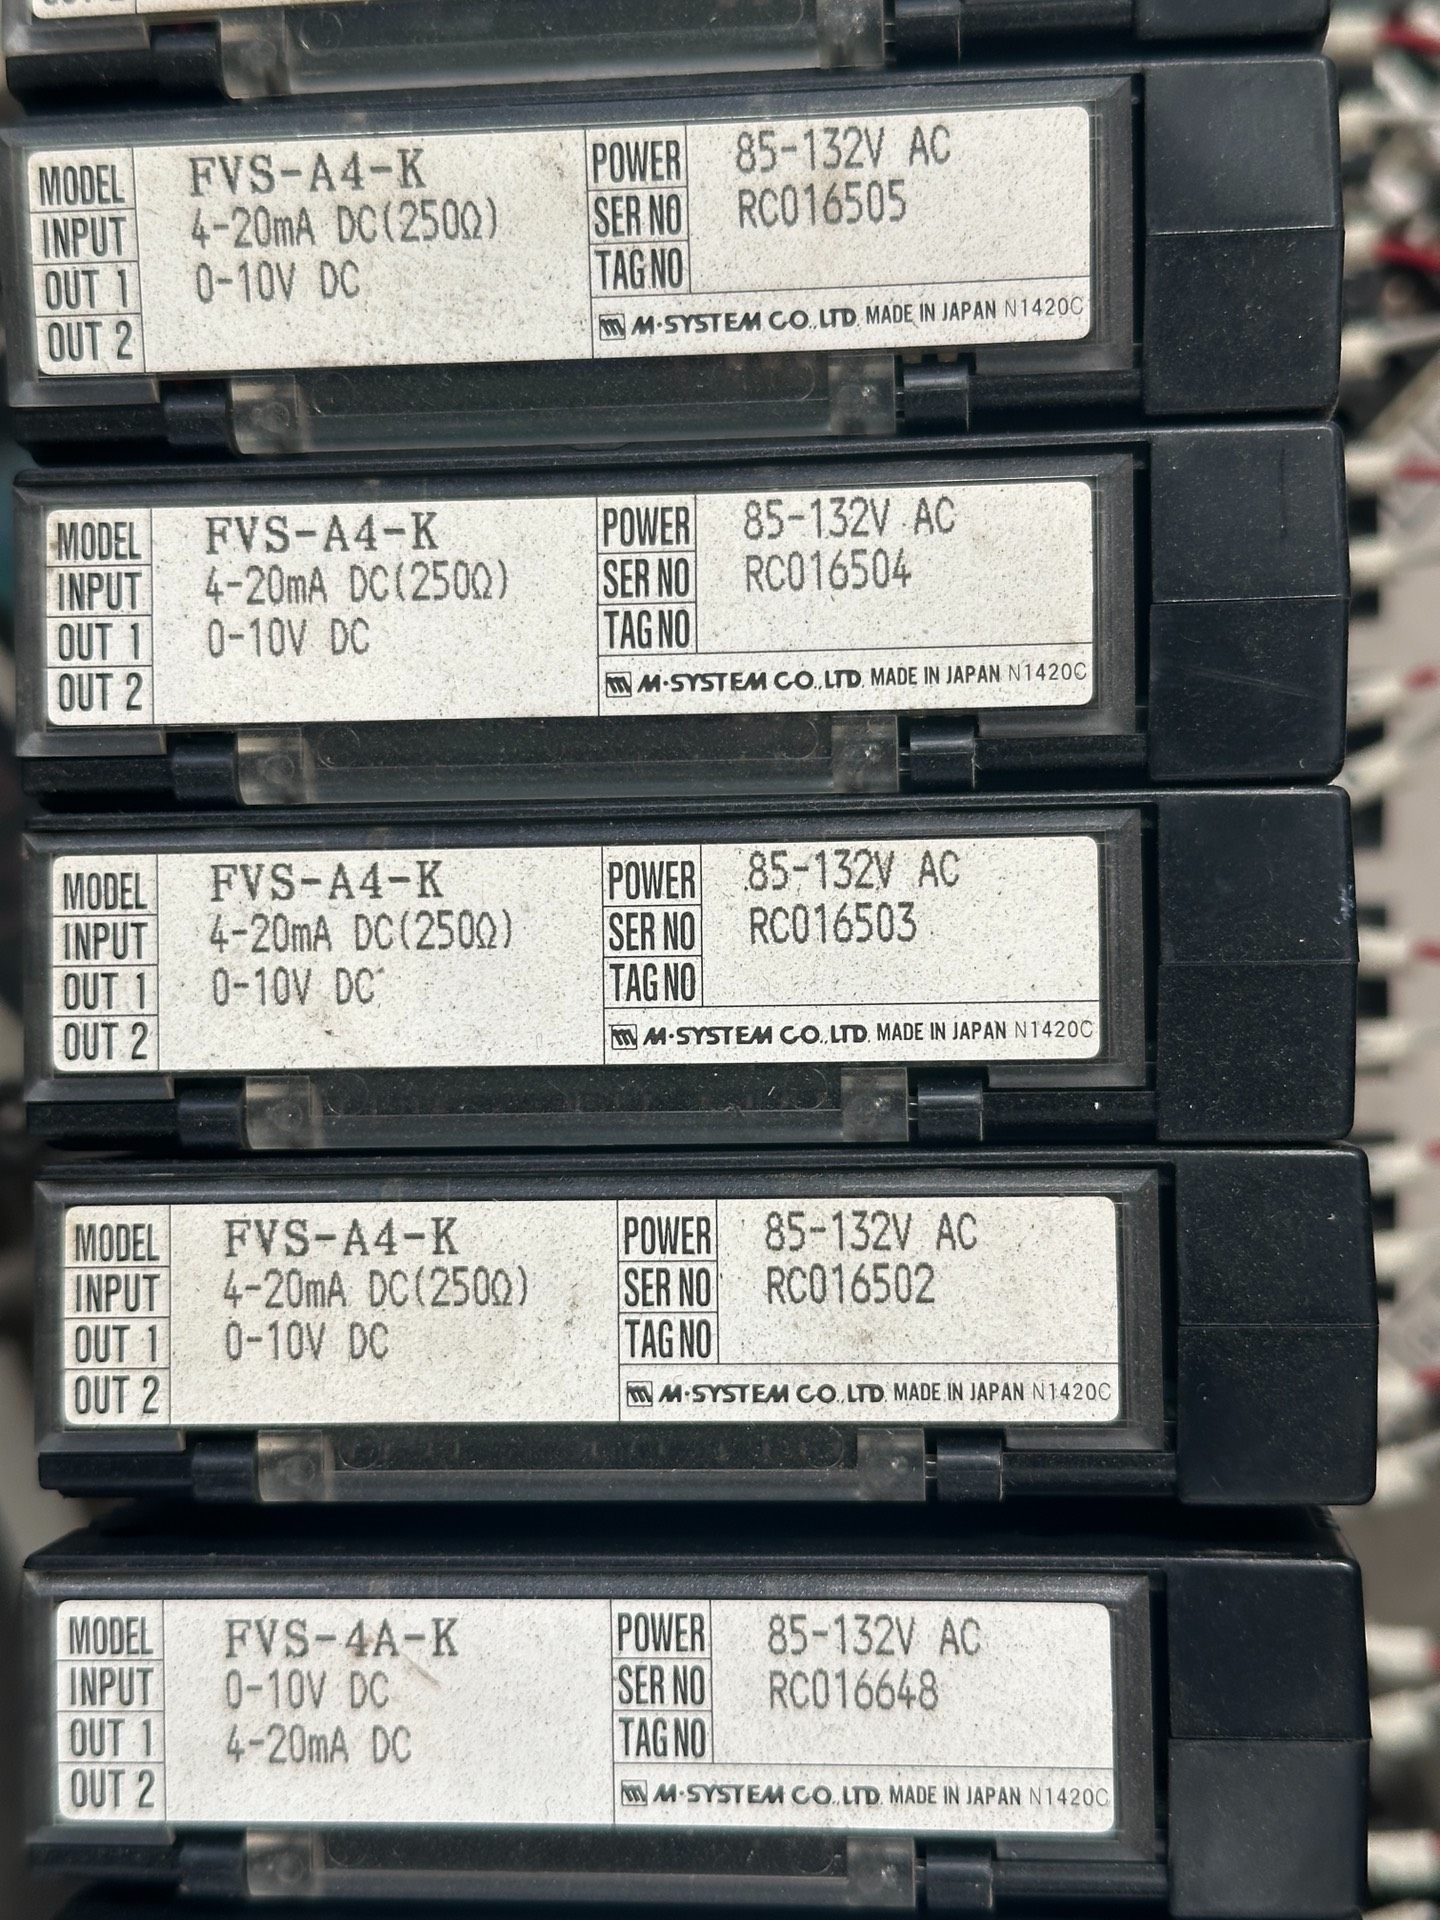 MODEL FVS-A4-K POWER 85-132V AC
INPUT 4-20mA DC(250Ω) SER NO RC016505
OUT 1 0-10V DC TAG NO
OUT 2 M·SYSTEM CO.,LTD. MADE IN JAPAN N1420C
MODEL FVS-A4-K POWER 85-132V AC
INPUT 4-20mA DC(250Ω) SER NO RC016504
OUT 1 0-10V DC TAG NO
OUT 2 M·SYSTEM CO.,LTD. MADE IN JAPAN N1420C
MODEL FVS-A4-K POWER 85-132V AC
INPUT 4-20mA DC(250Ω) SER NO RC016503
OUT 1 0-10V DC TAG NO
OUT 2 M·SYSTEM CO.,LTD. MADE IN JAPAN N1420C
MODEL FVS-A4-K POWER 85-132V AC
INPUT 4-20mA DC(250Ω) SER NO RC016502
OUT 1 0-10V DC TAG NO
OUT 2 M·SYSTEM CO.,LTD. MADE IN JAPAN N1420C
MODEL FVS-4A-K POWER 85-132V AC
INPUT 0-10V DC SER NO RC016648
OUT 1 4-20mA DC TAG NO
OUT 2 M·SYSTEM CO.,LTD. MADE IN JAPAN N1420C